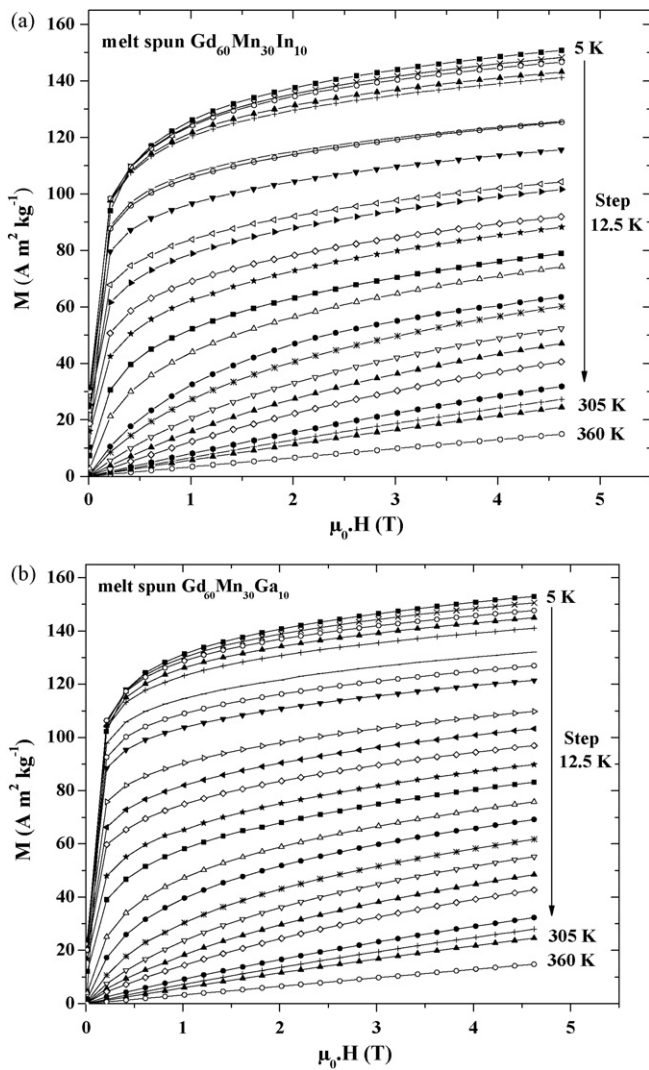 (a)
melt spun Gd₆₀Mn₃₀In₁₀
M (A m² kg⁻¹)
160
140
120
100
80
60
40
20
0
5 K
Step
12.5 K
305 K
360 K
0 1 2 3 4 5
μ₀.H (T)
(b)
melt spun Gd₆₀Mn₃₀Ga₁₀
M (A m² kg⁻¹)
160
140
120
100
80
60
40
20
0
5 K
Step
12.5 K
305 K
360 K
0 1 2 3 4 5
μ₀.H (T)